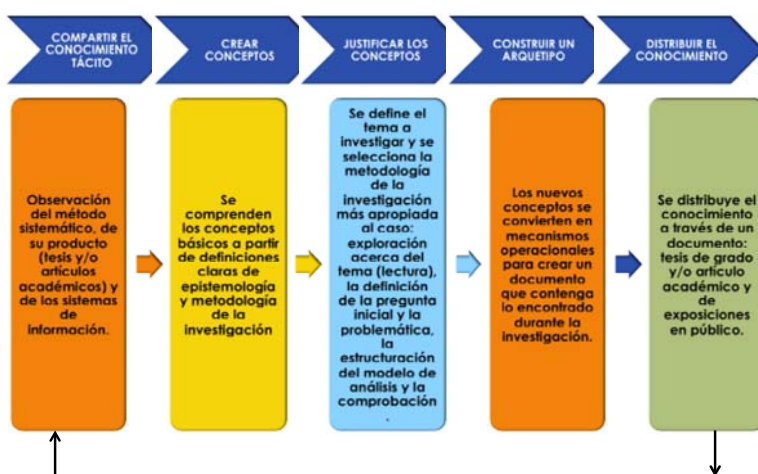 COMPARTIR EL
CONOCIMIENTO
TÁCITO
CREAR
CONCEPTOS
JUSTIFICAR LOS
CONCEPTOS
CONSTRUIR UN
ARQUETIPO
DISTRIBUIR EL
CONOCIMIENTO
Observación
del método
sistemático, de
su producto
(tesis y/o
artículos
académicos) y
de los sistemas
de
información.
Se
comprenden
los conceptos
básicos a partir
de definiciones
claras de
epistemología
y metodología
de la
investigación
Se define el
tema a
investigar y se
selecciona la
metodología
de la
investigación
más apropiada
al caso:
exploración
acerca del
tema (lectura),
la definición de
la pregunta
inicial y la
problemática,
la
estructuración
del modelo de
análisis y la
comprobación
.
Los nuevos
conceptos se
convierten en
mecanismos
operacionales
para crear un
documento
que contenga
lo encontrado
durante la
investigación.
Se distribuye el
conocimiento
a través de un
documento:
tesis de grado
y/o artículo
académico y
de
exposiciones
en público.